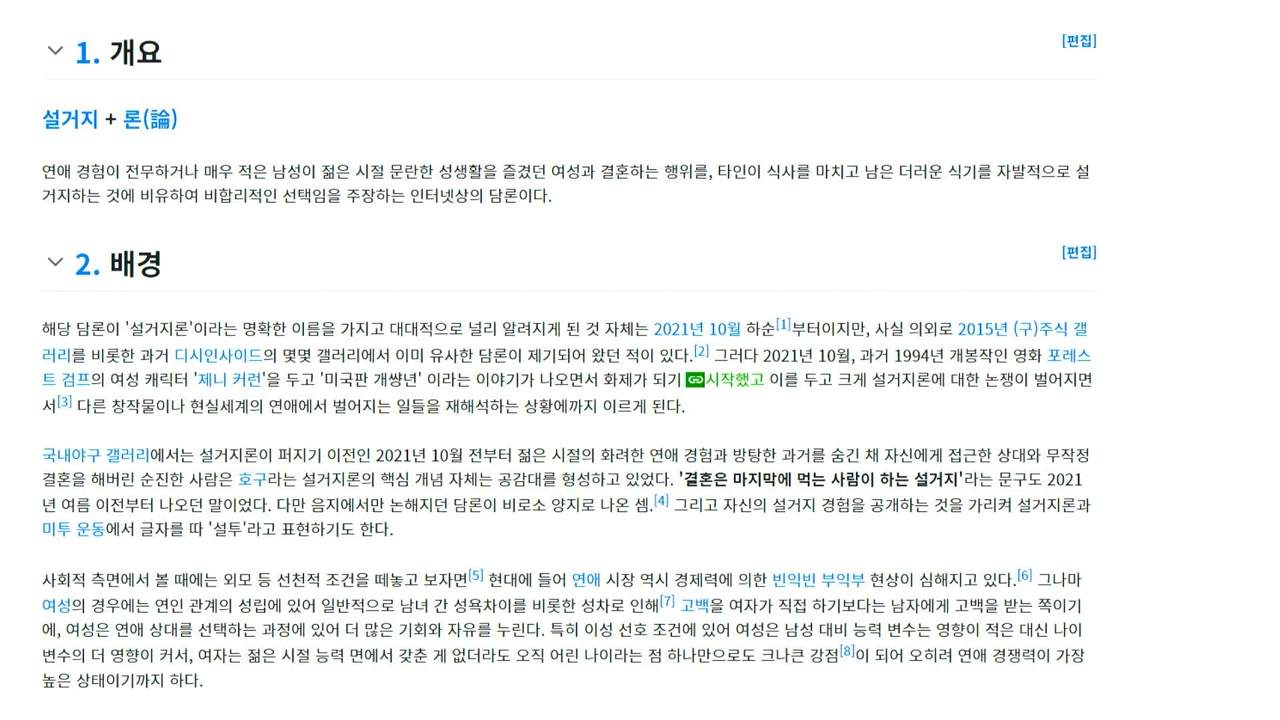 1. 개요
[편집]
설거지 + 론(論)
연애 경험이 전무하거나 매우 적은 남성이 젊은 시절 문란한 성생활을 즐겼던 여성과 결혼하는 행위를, 타인이 식사를 마치고 남은 더러운 식기를 자발적으로 설
거지하는 것에 비유하여 비합리적인 선택임을 주장하는 인터넷상의 담론이다.
2. 배경
[편집]
해당 담론이 '설거지론'이라는 명확한 이름을 가지고 대대적으로 널리 알려지게 된 것 자체는 2021년 10월 하순[1]부터이지만, 사실 의외로 2015년 (구)주식 갤
러리를 비롯한 과거 디시인사이드의 몇몇 갤러리에서 이미 유사한 담론이 제기되어 왔던 적이 있다.[2] 그러다 2021년 10월, 과거 1994년 개봉작인 영화 포레스
트 검프의 여성 캐릭터 '제니 커런'을 두고 '미국판 개썅년' 이라는 이야기가 나오면서 화제가 되기 시작했고 이를 두고 크게 설거지론에 대한 논쟁이 벌어지면
서[3] 다른 창작물이나 현실세계의 연애에서 벌어지는 일들을 재해석하는 상황에까지 이르게 된다.
국내야구 갤러리에서는 설거지론이 퍼지기 이전인 2021년 10월 전부터 젊은 시절의 화려한 연애 경험과 방탕한 과거를 숨긴 채 자신에게 접근한 상대와 무작정
결혼을 해버린 순진한 사람은 호구라는 설거지론의 핵심 개념 자체는 공감대를 형성하고 있었다. '결혼은 마지막에 먹는 사람이 하는 설거지'라는 문구도 2021
년 여름 이전부터 나오던 말이었다. 다만 음지에서만 논해지던 담론이 비로소 양지로 나온 셈.[4] 그리고 자신의 설거지 경험을 공개하는 것을 가리켜 설거지론과
미투 운동에서 글자를 따 '설투'라고 표현하기도 한다.
사회적 측면에서 볼 때에는 외모 등 선천적 조건을 떼놓고 보자면[5] 현대에 들어 연애 시장 역시 경제력에 의한 빈익빈 부익부 현상이 심해지고 있다.[6] 그나마
여성의 경우에는 연인 관계의 성립에 있어 일반적으로 남녀 간 성욕차이를 비롯한 성차로 인해[7] 고백을 여자가 직접 하기보다는 남자에게 고백을 받는 쪽이기
에, 여성은 연애 상대를 선택하는 과정에 있어 더 많은 기회와 자유를 누린다. 특히 이성 선호 조건에 있어 여성은 남성 대비 능력 변수는 영향이 적은 대신 나이
변수의 더 영향이 커서, 여자는 젊은 시절 능력 면에서 갖춘 게 없더라도 오직 어린 나이라는 점 하나만으로도 크나큰 강점[8]이 되어 오히려 연애 경쟁력이 가장
높은 상태이기까지 하다.